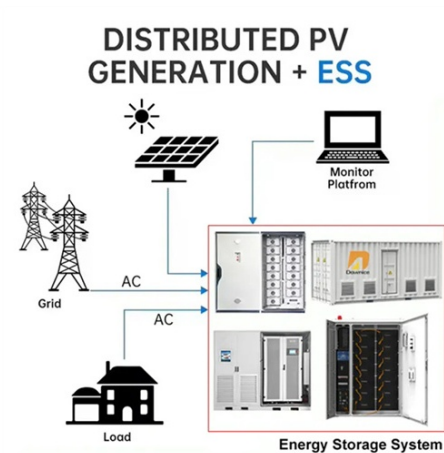 DISTRIBUTED PV
GENERATION + ESS
Monitor
Platfrom
AC
Grid
AC
Load
Energy Storage System